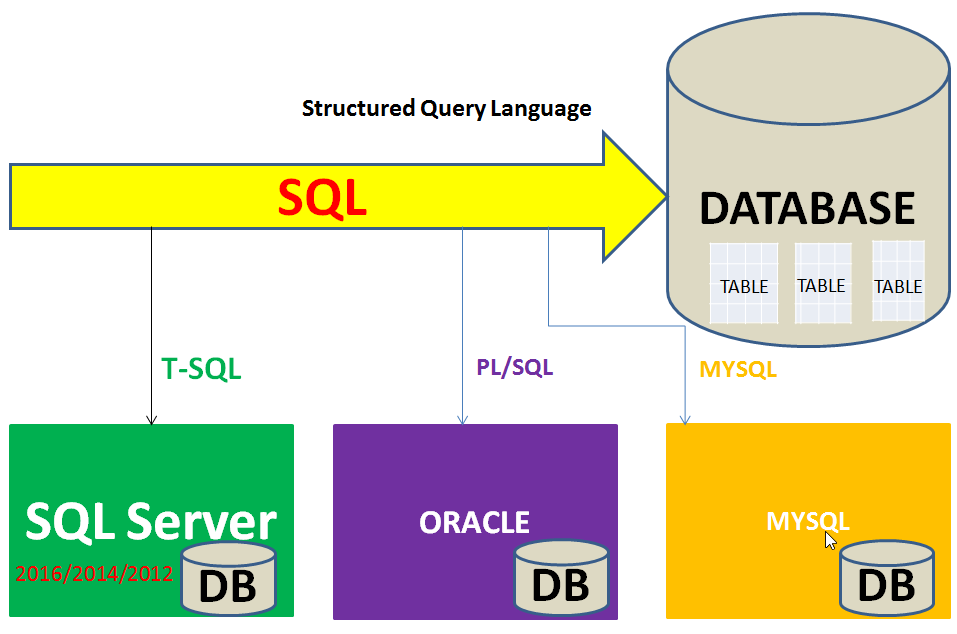 Structured Query Language
SQL
DATABASE
TABLE TABLE TABLE
T-SQL
PL/SQL
MYSQL
SQL Server
2016/2014/2012
DB
ORACLE
DB
MYSQL
DB